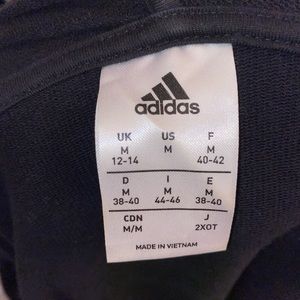 adidas
UK US F
M M M
12-14 40-42
D I E
M M M
38-40 44-46 38-40
CDN J
M/M 2XOT
MADE IN VIETNAM